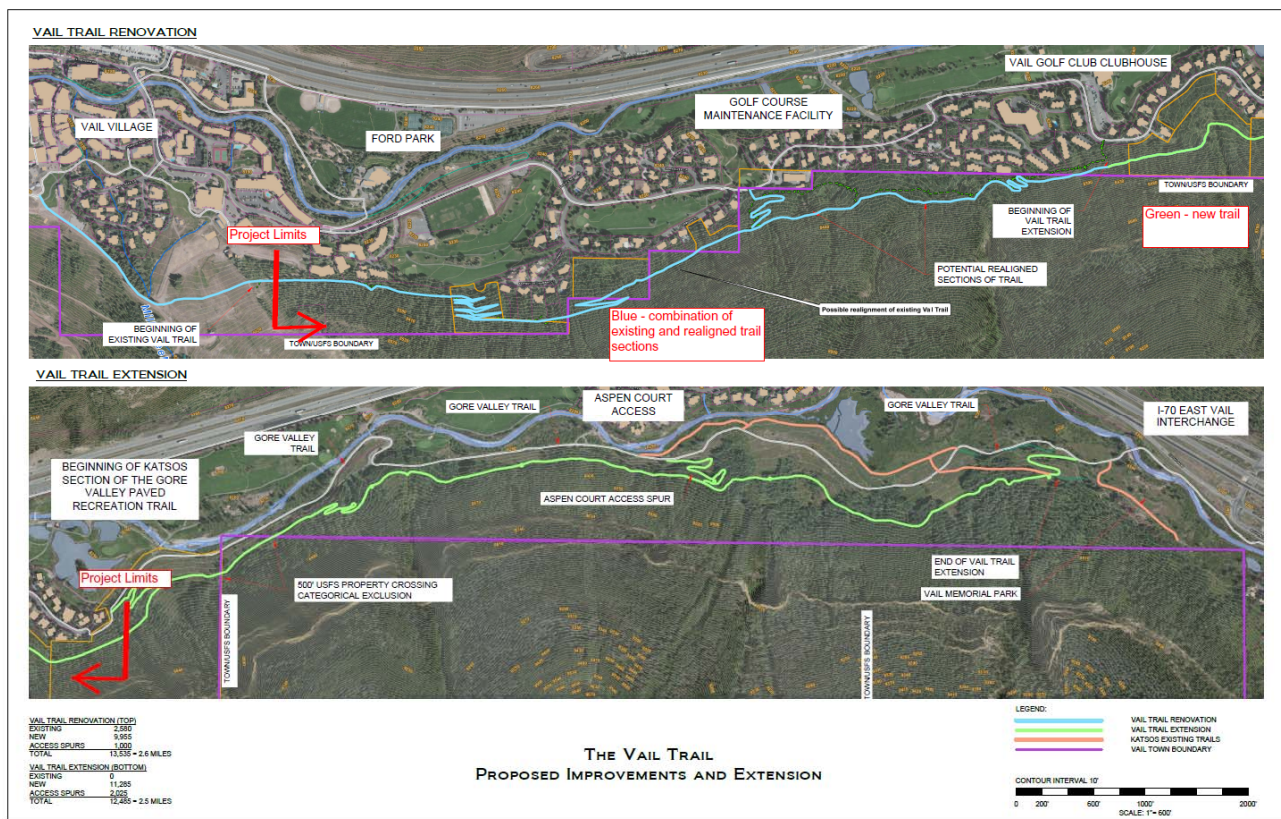 VAIL TRAIL RENOVATION
VAIL GOLF CLUB CLUBHOUSE
GOLF COURSE
MAINTENANCE FACILITY
VAIL VILLAGE
FORD PARK
TOWN/USFS BOUNDARY
Project Limits
BEGINNING OF
VAIL TRAIL
EXTENSION
Green - new trail
POTENTIAL REALIGNED
SECTIONS OF TRAIL
Possible realignment of existing Vail Trail
Blue - combination of
existing and realigned trail
sections
BEGINNING OF
EXISTING VAIL TRAIL
TOWN/USFS BOUNDARY
VAIL TRAIL EXTENSION
GORE VALLEY TRAIL
ASPEN COURT
ACCESS
GORE VALLEY TRAIL
I-70 EAST VAIL
INTERCHANGE
GORE VALLEY
TRAIL
BEGINNING OF KATSOS
SECTION OF THE GORE
VALLEY PAVED
RECREATION TRAIL
ASPEN COURT ACCESS SPUR
Project Limits
500' USFS PROPERTY CROSSING
CATEGORICAL EXCLUSION
END OF VAIL TRAIL
EXTENSION
VAIL MEMORIAL PARK
TOWN/USFS BOUNDARY
TOWN/USFS BOUNDARY
VAIL TRAIL RENOVATION (TOP)
EXISTING 2,580
NEW 9,955
ACCESS SPURS 1,000
TOTAL 13,535 = 2.6 MILES
VAIL TRAIL EXTENSION (BOTTOM)
EXISTING 0
NEW 11,285
ACCESS SPURS 2,025
TOTAL 12,485 = 2.5 MILES
THE VAIL TRAIL
PROPOSED IMPROVEMENTS AND EXTENSION
LEGEND:
VAIL TRAIL RENOVATION
VAIL TRAIL EXTENSION
KATSOS EXISTING TRAILS
VAIL TOWN BOUNDARY
CONTOUR INTERVAL 10'
0 200' 600' 1000' 2000'
SCALE: 1"= 600'